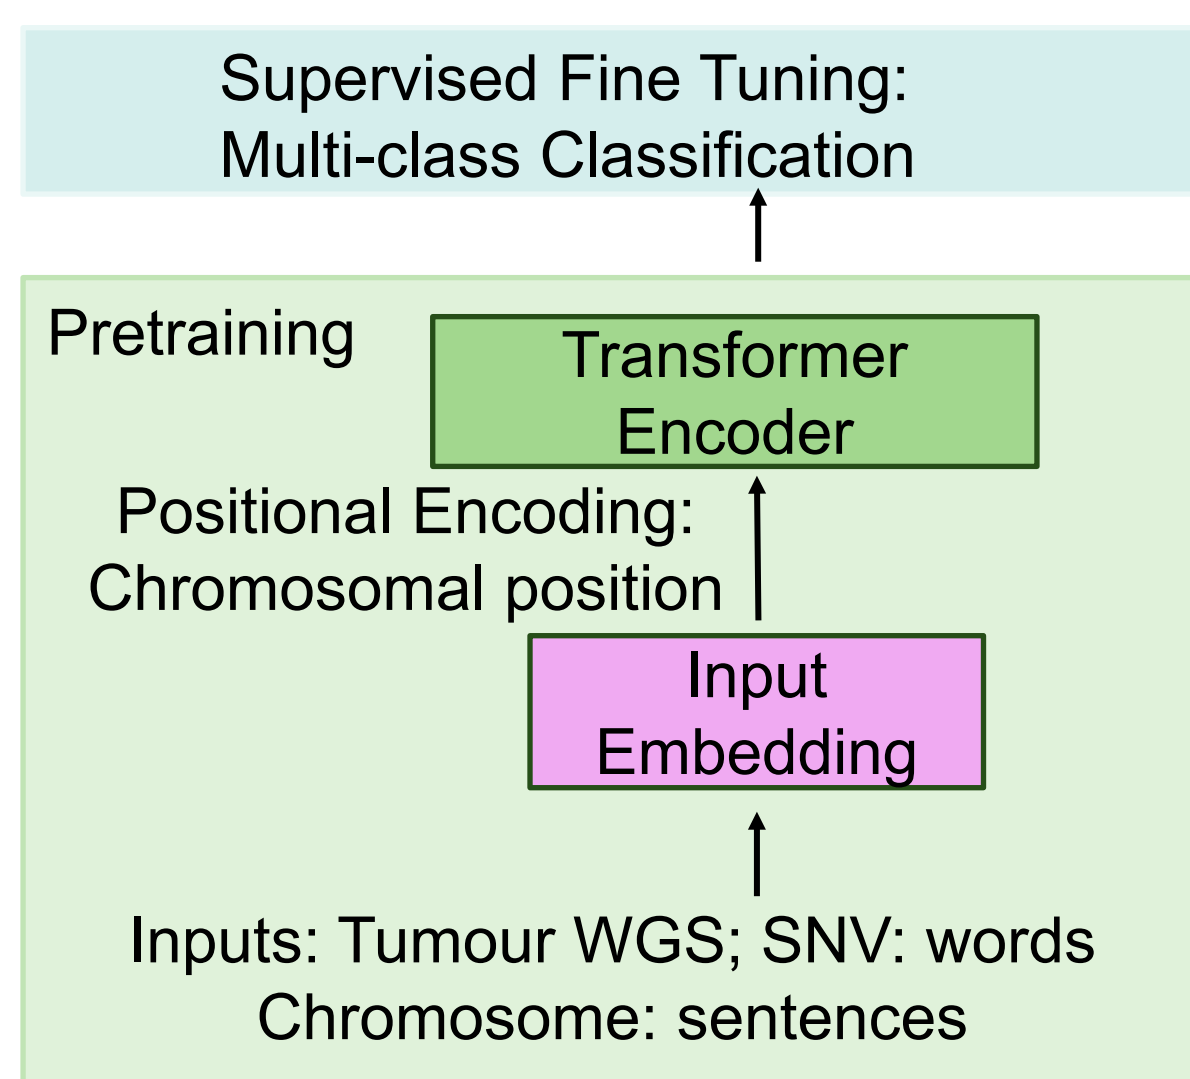 Supervised Fine Tuning:
Multi-class Classification
Pretraining
Transformer
Encoder
Positional Encoding:
Chromosomal position
Input
Embedding
Inputs: Tumour WGS; SNV: words
Chromosome: sentences